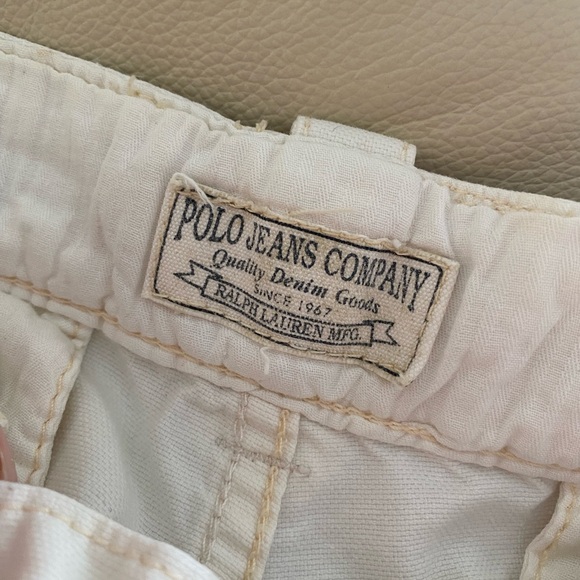 POLO JEANS COMPANY
Quality Denim Goods
SINCE 1967
RALPH LAUREN MFG.